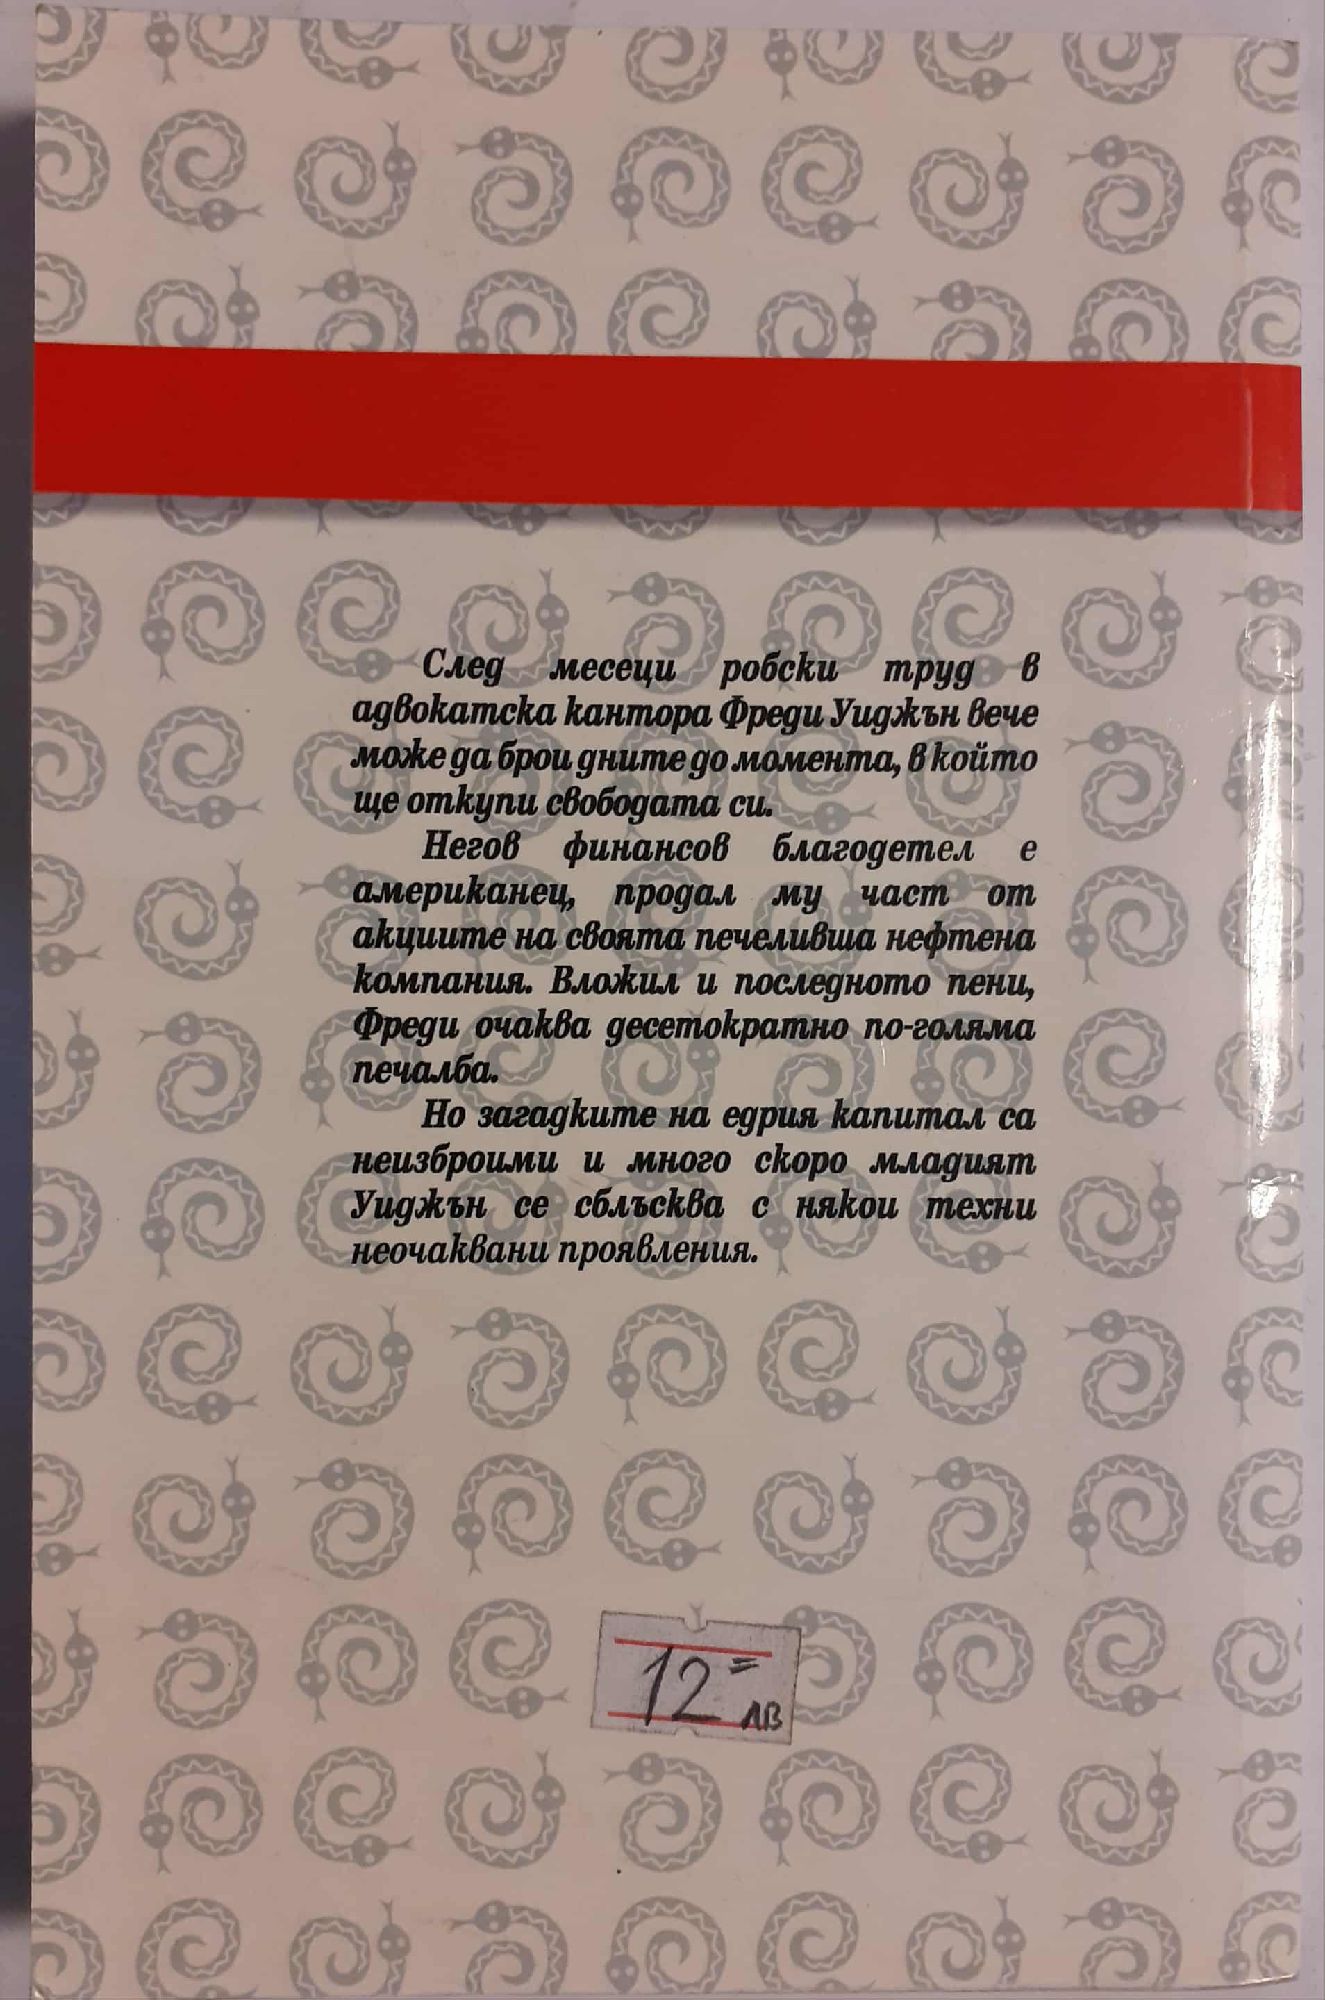 След месеци робски труд в
адвокатска кантора Фреди Уиджън вече
може да брои дните до момента, в който
ще откупи свободата си.
Негов финансов благодетел е
американец, продал му част от
акциите на своята печеливша нефтена
компания. Вложил и последното пени,
Фреди очаква десетократно по-голяма
печалба.
Но загадките на едрия капитал са
неизброими и много скоро младият
Уиджън се сблъсква с някои техни
неочаквани проявления.
12= лв